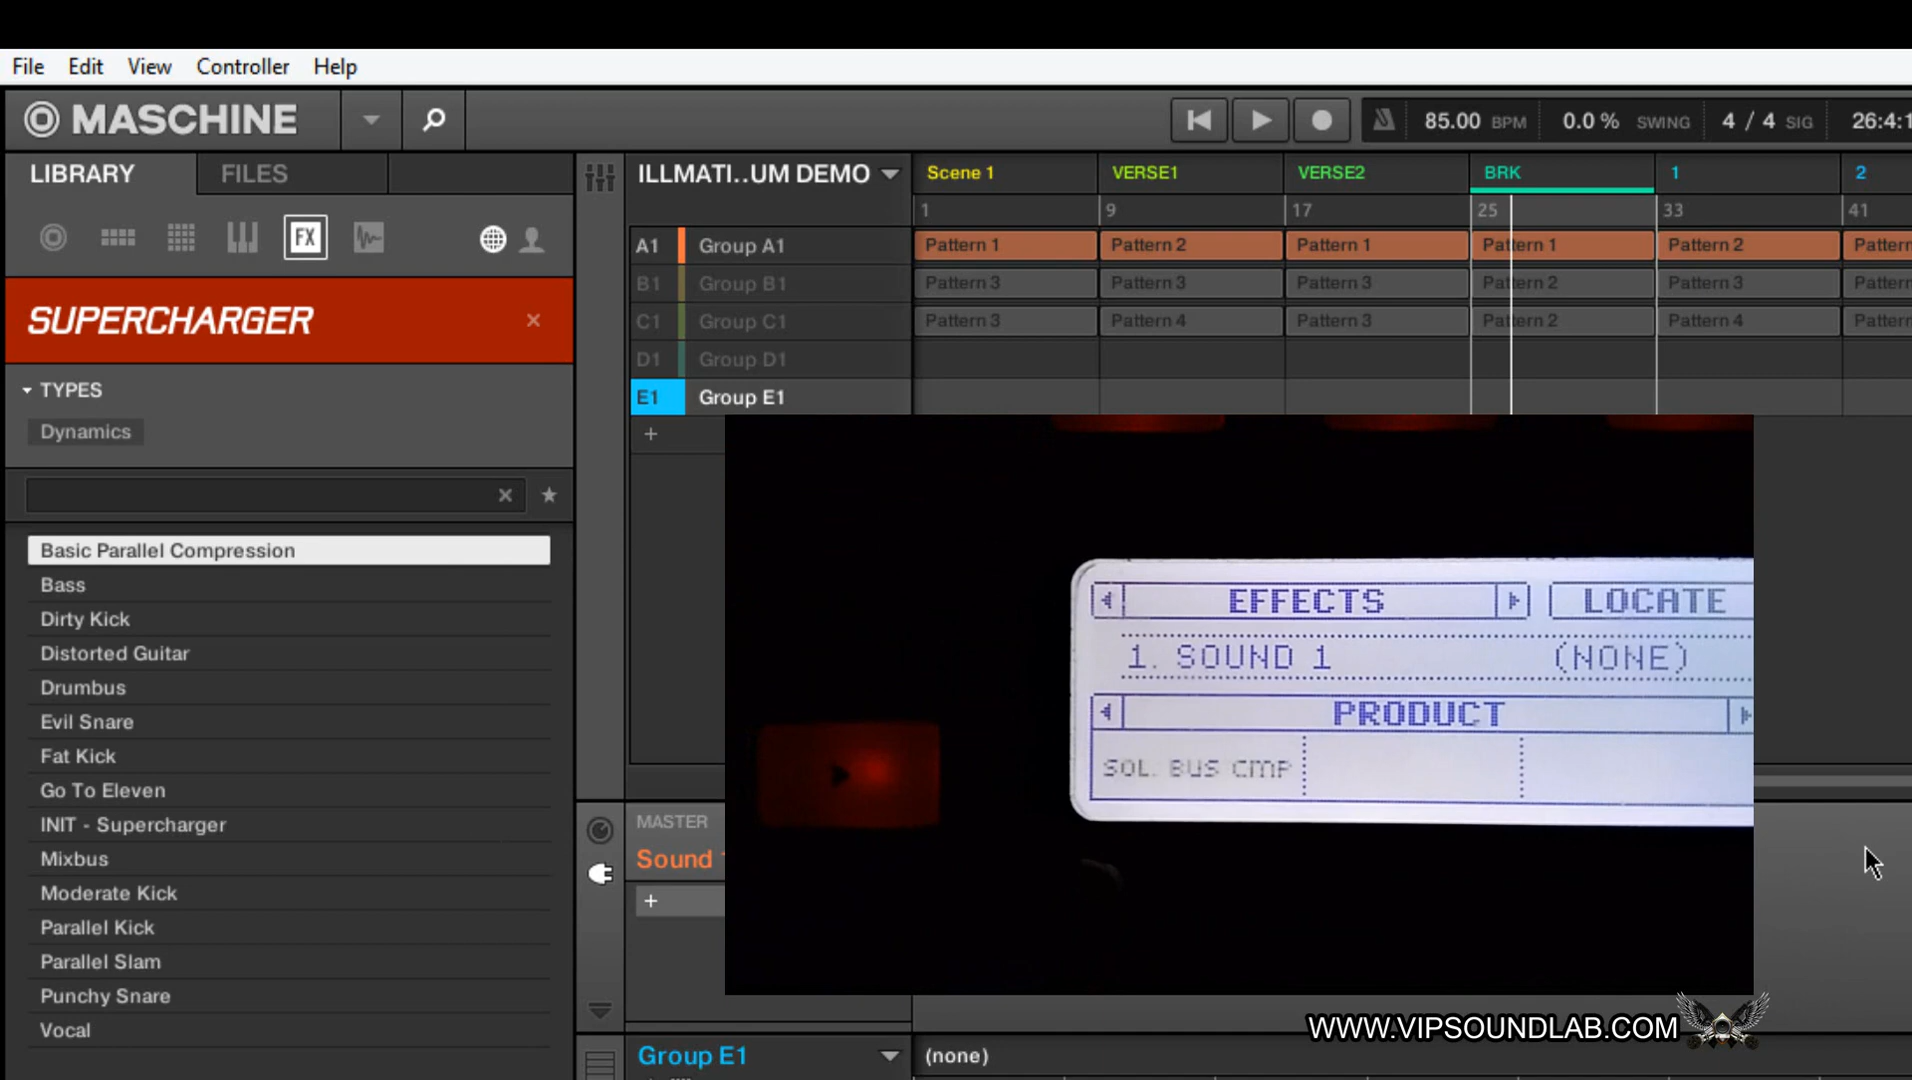 File Edit View Controller Help
MASCHINE
85.00 BPM 0.0 % SWING 4 / 4 SIG 26:4:1
LIBRARY FILES
FX
SUPERCHARGER ×
TYPES
Dynamics
Basic Parallel Compression
Bass
Dirty Kick
Distorted Guitar
Drumbus
Evil Snare
Fat Kick
Go To Eleven
INIT - Supercharger
Mixbus
Moderate Kick
Parallel Kick
Parallel Slam
Punchy Snare
Vocal
ILLMATI..UM DEMO
Scene 1 VERSE1 VERSE2 BRK 1 2
1 9 17 25 33 41
A1 Group A1 Pattern 1 Pattern 2 Pattern 1 Pattern 1 Pattern 2 Pattern
B1 Group B1 Pattern 3 Pattern 3 Pattern 3 Pattern 2 Pattern 3 Pattern
C1 Group C1 Pattern 3 Pattern 4 Pattern 3 Pattern 2 Pattern 4 Pattern
D1 Group D1
E1 Group E1
+
EFFECTS LOCATE
1. SOUND 1 (NONE)
PRODUCT
SOL. BUS CMP
MASTER
Sound 1
+
WWW.VIPSOUNDLAB.COM
Group E1 (none)